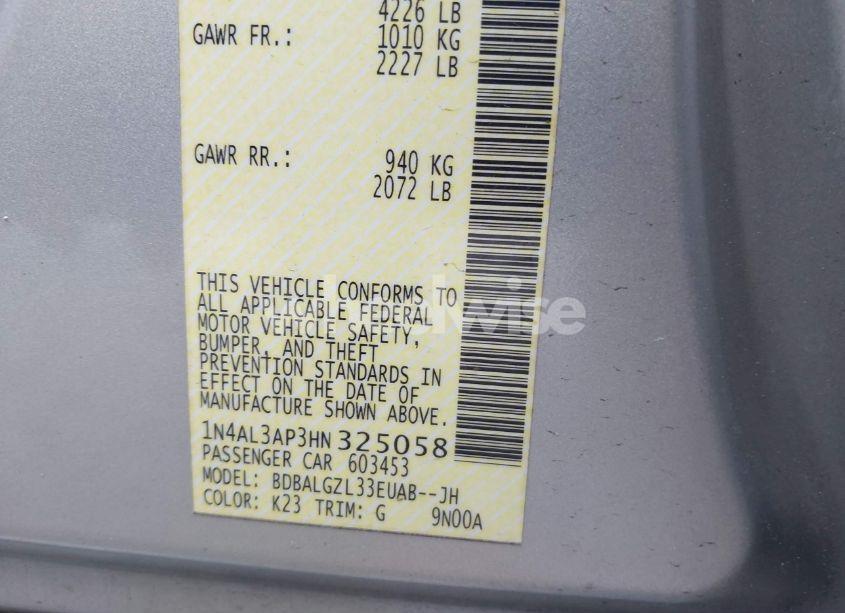 4226 LB
GAWR FR.: 1010 KG
2227 LB
GAWR RR.: 940 KG
2072 LB
THIS VEHICLE CONFORMS TO
ALL APPLICABLE FEDERAL
MOTOR VEHICLE SAFETY,
BUMPER, AND THEFT
PREVENTION STANDARDS IN
EFFECT ON THE DATE OF
MANUFACTURE SHOWN ABOVE.
1N4AL3AP3HN 325058
PASSENGER CAR 603453
MODEL: BDBALGZL33EUAB--JH
COLOR: K23 TRIM: G 9N00A